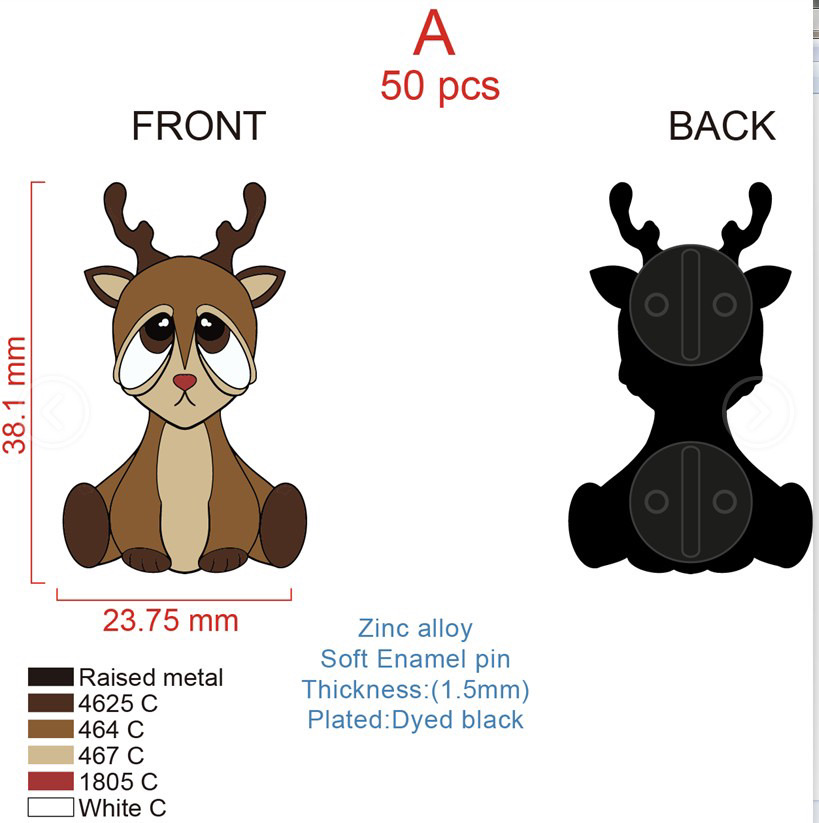 A
50 pcs
FRONT
BACK
38.1 mm
23.75 mm
Zinc alloy
Soft Enamel pin
Thickness:(1.5mm)
Plated:Dyed black
Raised metal
4625 C
464 C
467 C
1805 C
White C